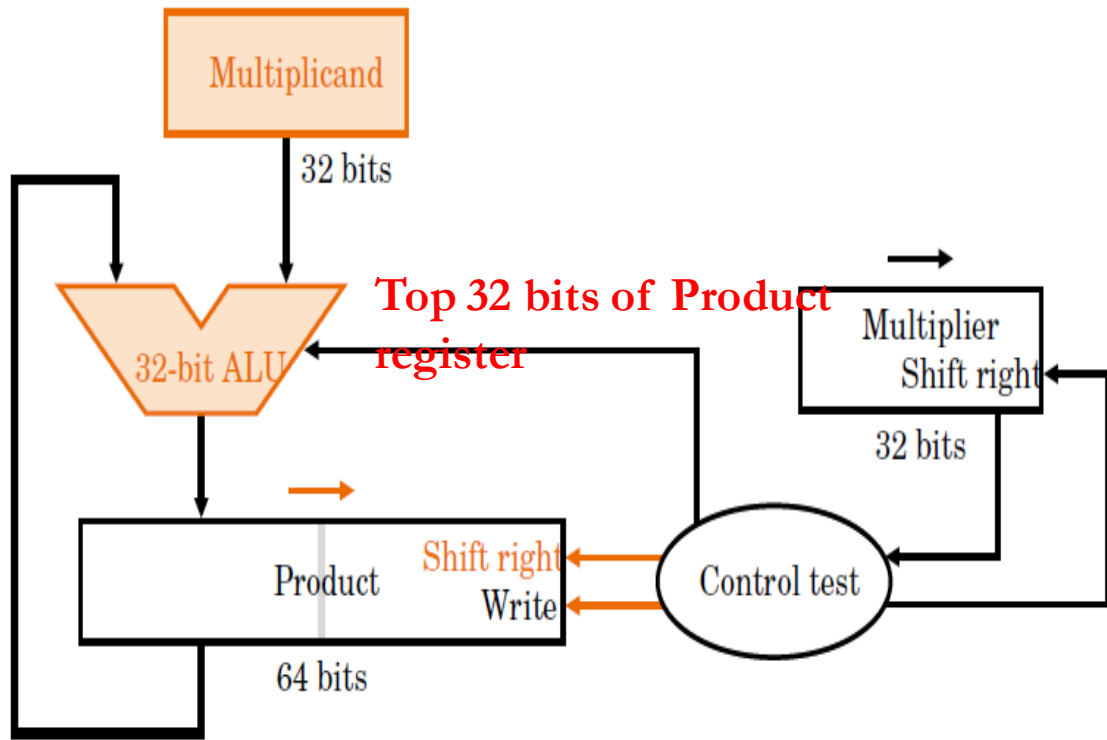 Multiplicand
32 bits
Top 32 bits of Product
register
32-bit ALU
Multiplier
Shift right
32 bits
Product
Shift right
Write
64 bits
Control test